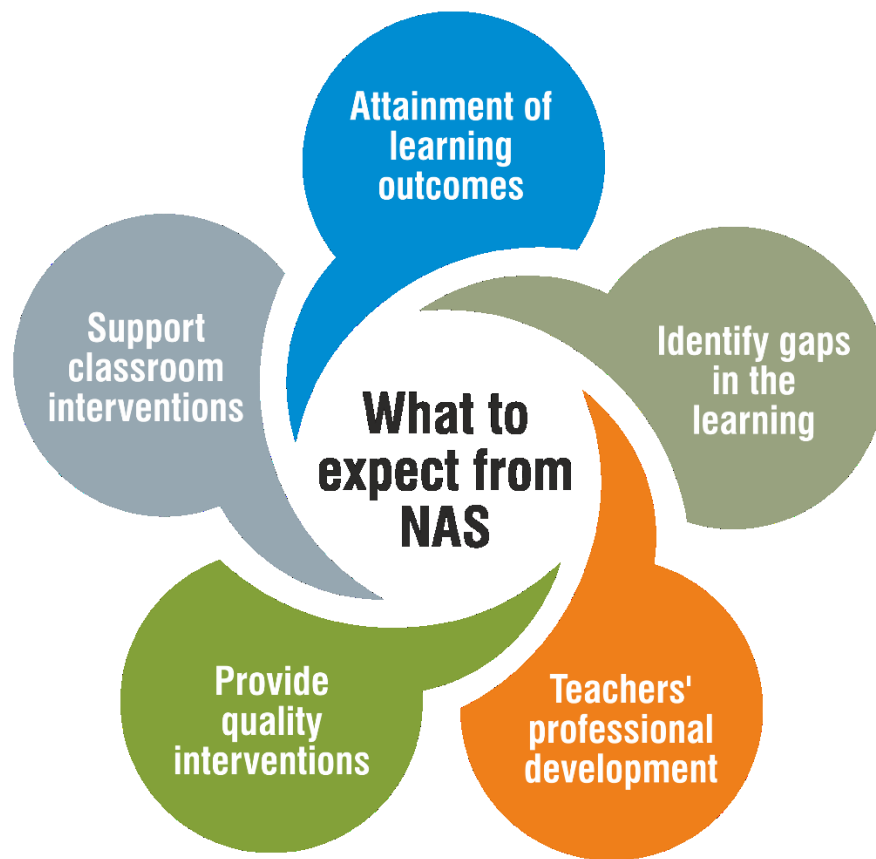 Attainment of
learning
outcomes
Identify gaps
in the
learning
Teachers'
professional
development
Provide
quality
interventions
Support
classroom
interventions
What to
expect from
NAS